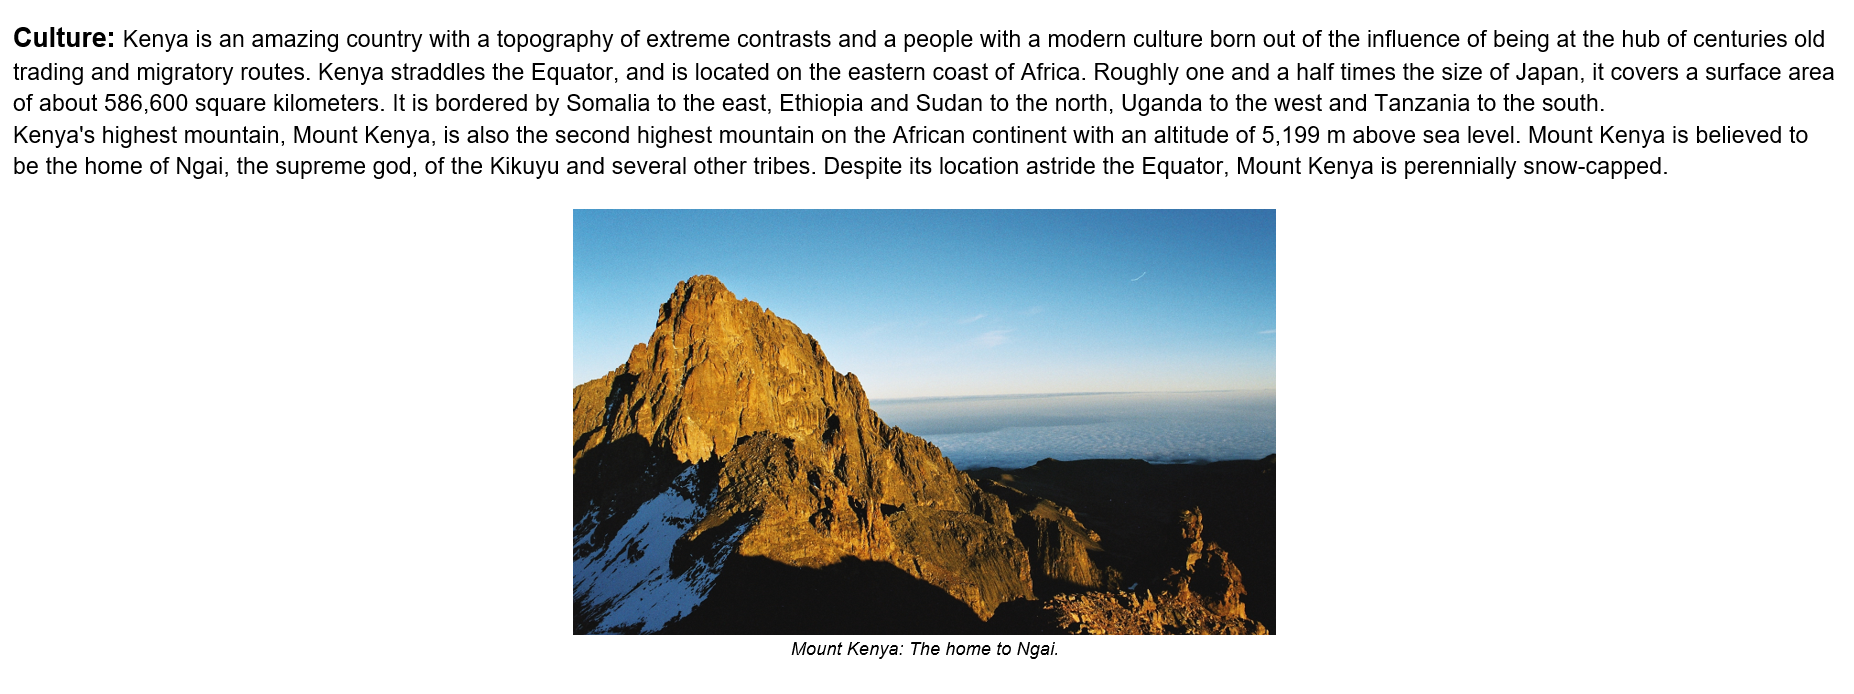 Culture: Kenya is an amazing country with a topography of extreme contrasts and a people with a modern culture born out of the influence of being at the hub of centuries old
trading and migratory routes. Kenya straddles the Equator, and is located on the eastern coast of Africa. Roughly one and a half times the size of Japan, it covers a surface area
of about 586,600 square kilometers. It is bordered by Somalia to the east, Ethiopia and Sudan to the north, Uganda to the west and Tanzania to the south.
Kenya's highest mountain, Mount Kenya, is also the second highest mountain on the African continent with an altitude of 5,199 m above sea level. Mount Kenya is believed to
be the home of Ngai, the supreme god, of the Kikuyu and several other tribes. Despite its location astride the Equator, Mount Kenya is perennially snow-capped.
Mount Kenya: The home to Ngai.